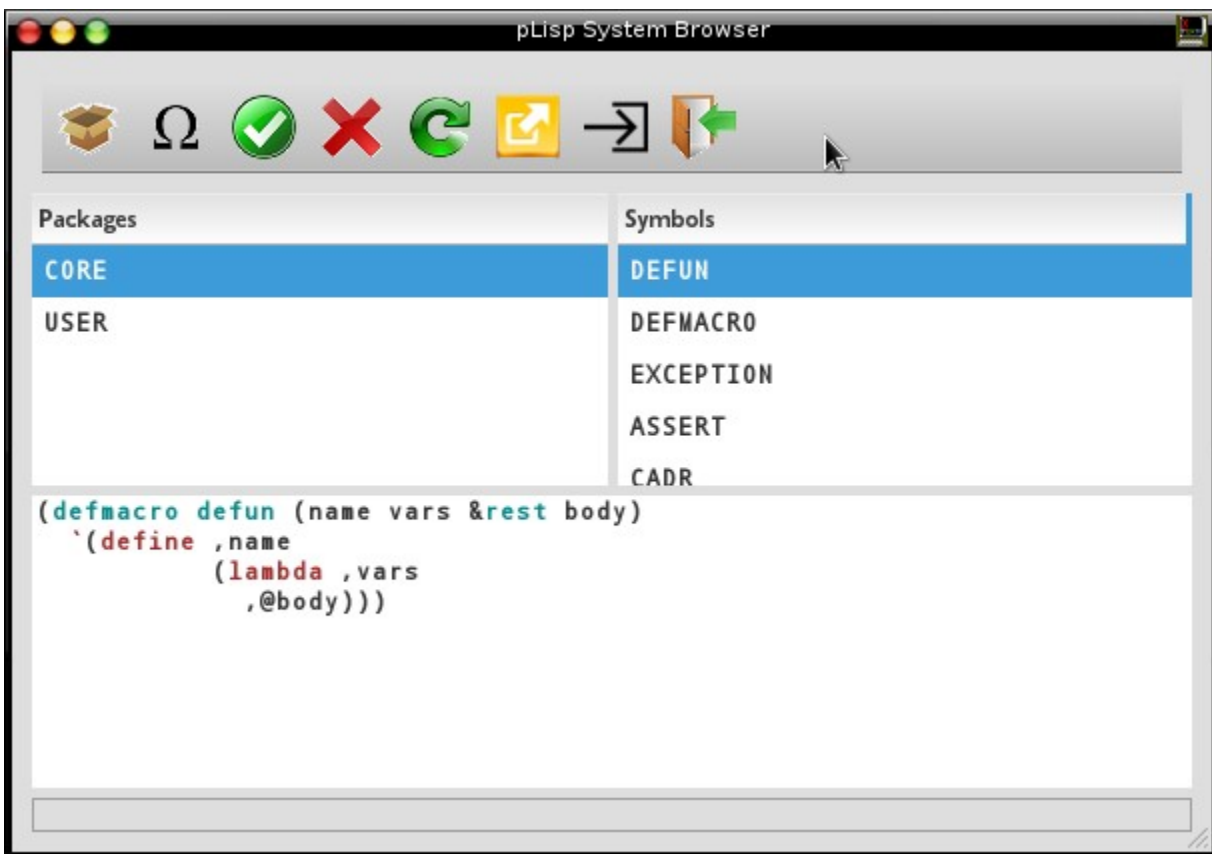 pLisp System Browser
Ω
Packages
Symbols
CORE
DEFUN
USER
DEFMACRO
EXCEPTION
ASSERT
CADR
(defmacro defun (name vars &rest body)
  `(define ,name
           (lambda ,vars
             ,@body)))